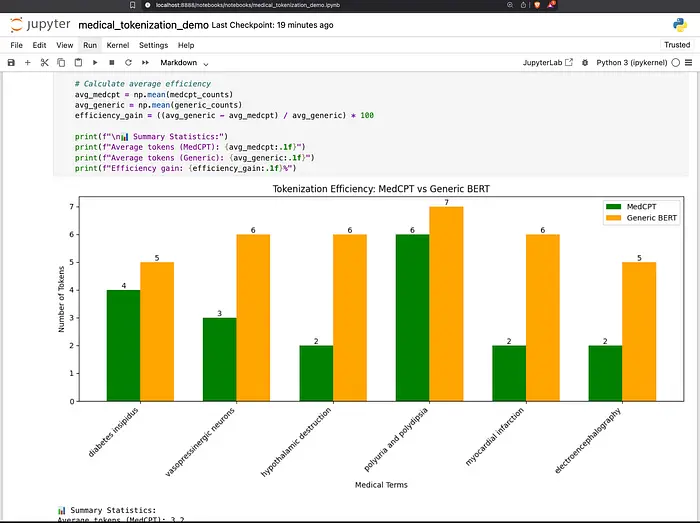 localhost:8888/notebooks/notebooks/medical_tokenization_demo.ipynb
jupyter medical_tokenization_demo Last Checkpoint: 19 minutes ago
File Edit View Run Kernel Settings Help Trusted
Markdown JupyterLab Python 3 (ipykernel)
# Calculate average efficiency
avg_medcpt = np.mean(medcpt_counts)
avg_generic = np.mean(generic_counts)
efficiency_gain = ((avg_generic - avg_medcpt) / avg_generic) * 100
print(f"\n📊 Summary Statistics:")
print(f"Average tokens (MedCPT): {avg_medcpt:.1f}")
print(f"Average tokens (Generic): {avg_generic:.1f}")
print(f"Efficiency gain: {efficiency_gain:.1f}%")
Tokenization Efficiency: MedCPT vs Generic BERT
MedCPT
Generic BERT
Number of Tokens
7
6
5
4
3
2
1
0
4
5
3
6
2
6
6
7
2
6
2
5
diabetes insipidus
vasopressinergic neurons
hypothalamic destruction
polyuria and polydipsia
myocardial infarction
electroencephalography
Medical Terms
📊 Summary Statistics:
Average tokens (MedCPT): 3.2